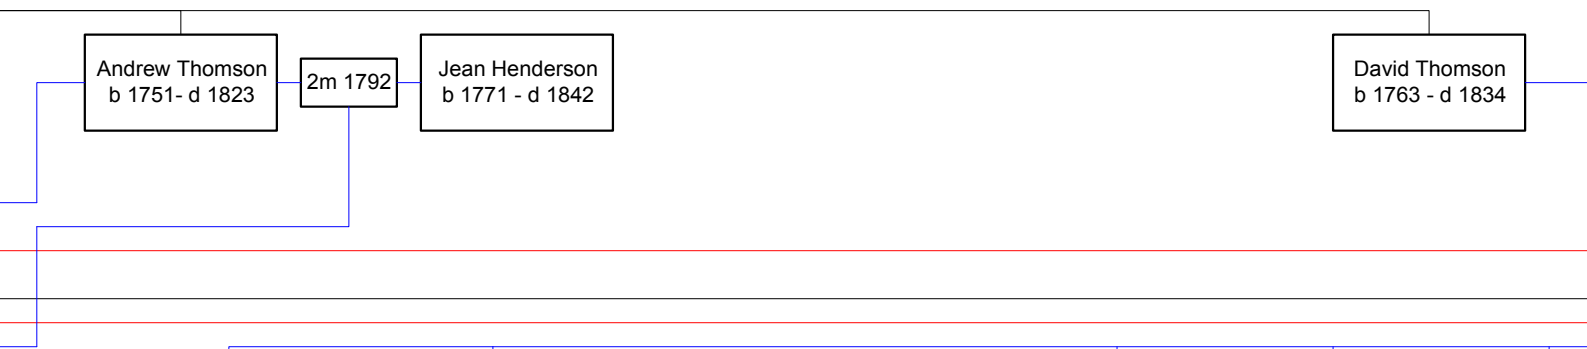 Andrew Thomson
b 1751- d 1823
2m 1792
Jean Henderson
b 1771 - d 1842
David Thomson
b 1763 - d 1834